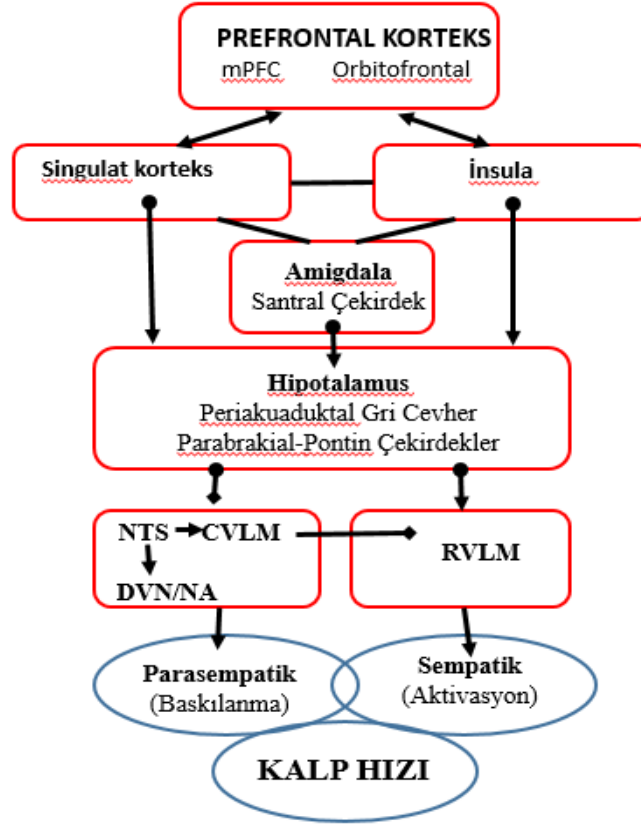 PREFRONTAL KORTEKS
mPFC Orbitofrontal
Singulat korteks
İnsula
Amigdala
Santral Çekirdek
Hipotalamus
Periakuaduktal Gri Cevher
Parabrakial-Pontin Çekirdekler
NTS CVLM
DVN/NA
RVLM
Parasempatik
(Baskılanma)
Sempatik
(Aktivasyon)
KALP HIZI